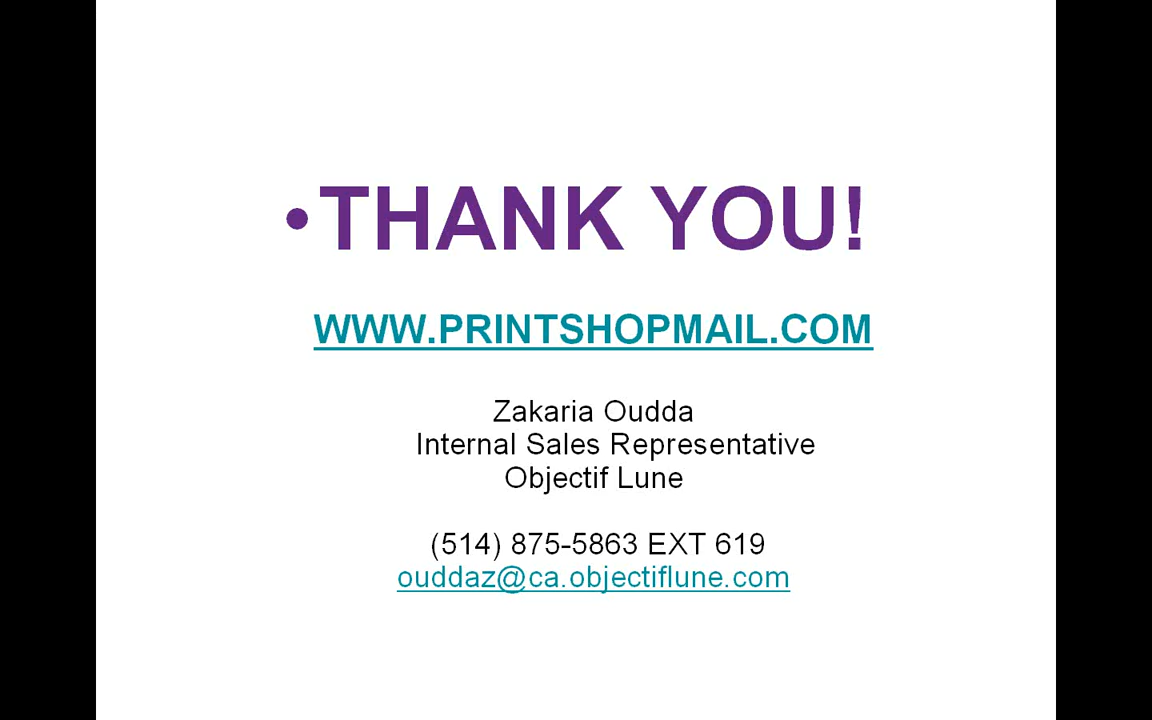 •THANK YOU!
WWW.PRINTSHOPMAIL.COM
Zakaria Oudda
Internal Sales Representative
Objectif Lune
(514) 875-5863 EXT 619
ouddaz@ca.objectiflune.com